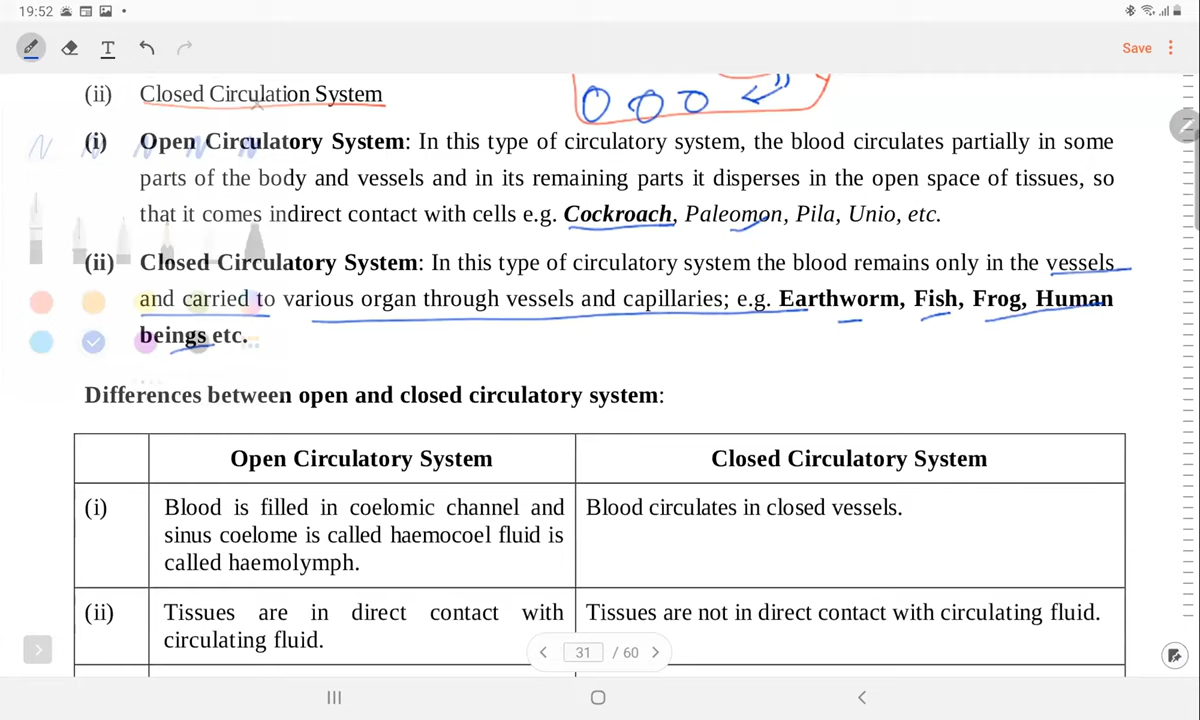 19:52
T
Save
(ii) Closed Circulation System
(i) Open Circulatory System: In this type of circulatory system, the blood circulates partially in some
parts of the body and vessels and in its remaining parts it disperses in the open space of tissues, so
that it comes indirect contact with cells e.g. Cockroach, Paleomon, Pila, Unio, etc.
(ii) Closed Circulatory System: In this type of circulatory system the blood remains only in the vessels
and carried to various organ through vessels and capillaries; e.g. Earthworm, Fish, Frog, Human
beings etc.
Differences between open and closed circulatory system:
Open Circulatory System Closed Circulatory System
(i) Blood is filled in coelomic channel and Blood circulates in closed vessels.
sinus coelome is called haemocoel fluid is
called haemolymph.
(ii) Tissues are in direct contact with Tissues are not in direct contact with circulating fluid.
circulating fluid.
31 / 60